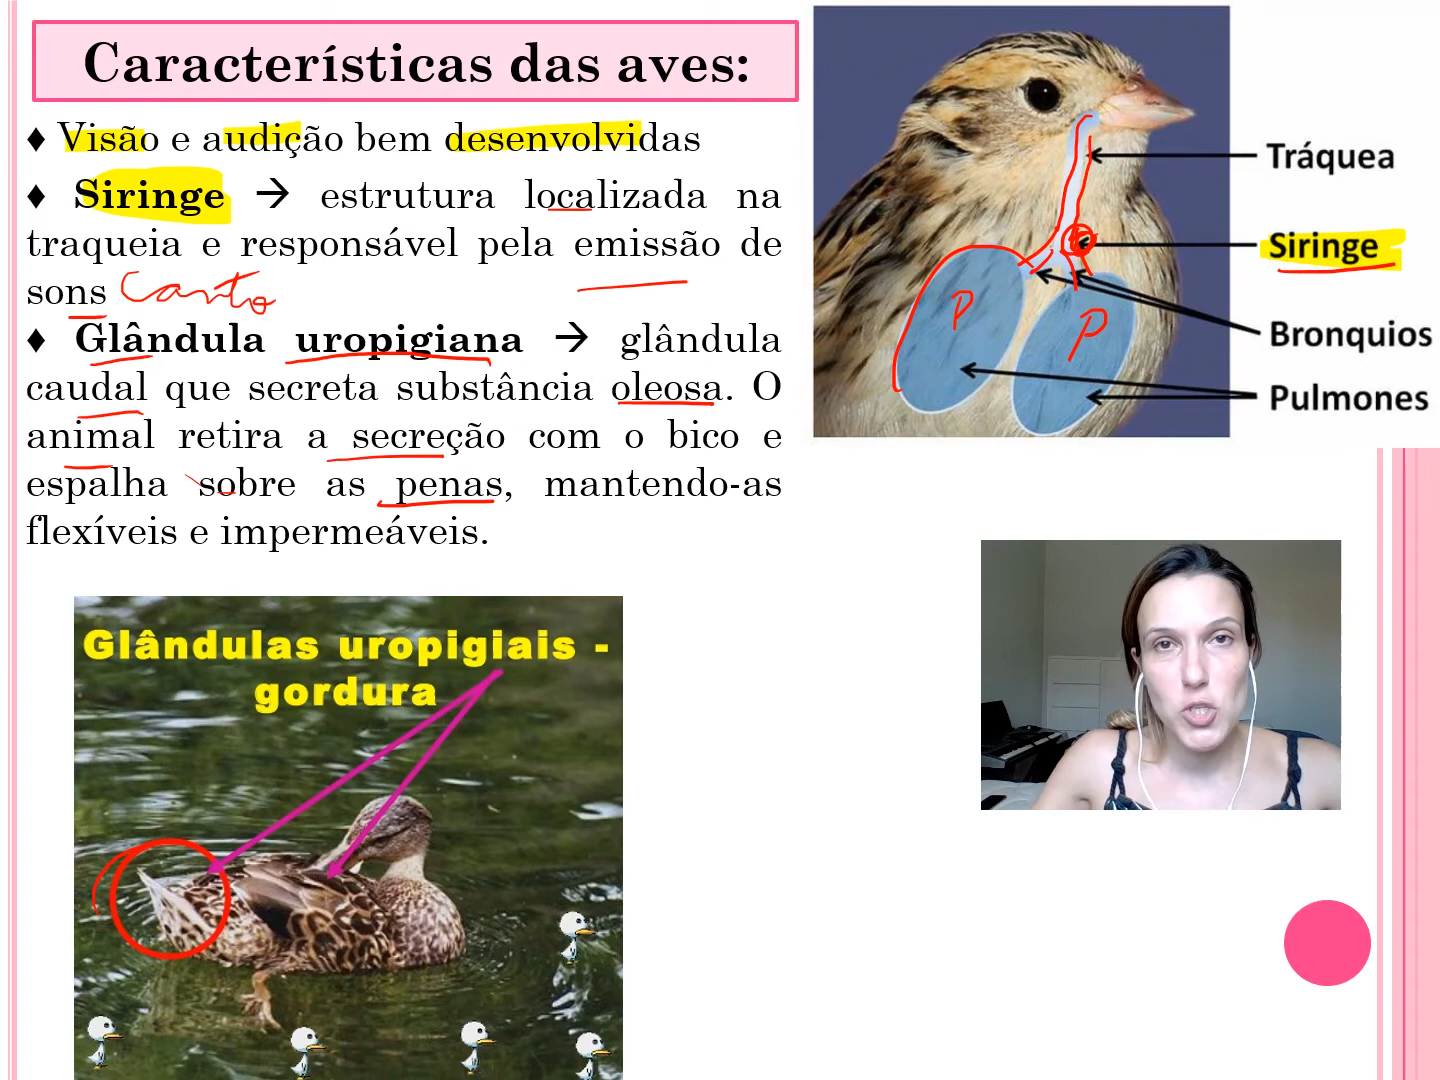 Características das aves:
♦ Visão e audição bem desenvolvidas
♦ Siringe → estrutura localizada na
traqueia e responsável pela emissão de
sons Canto
♦ Glândula uropigiana → glândula
caudal que secreta substância oleosa. O
animal retira a secreção com o bico e
espalha sobre as penas, mantendo-as
flexíveis e impermeáveis.
Tráquea
Siringe
Bronquios
Pulmones
P
P
Glândulas uropigiais -
gordura